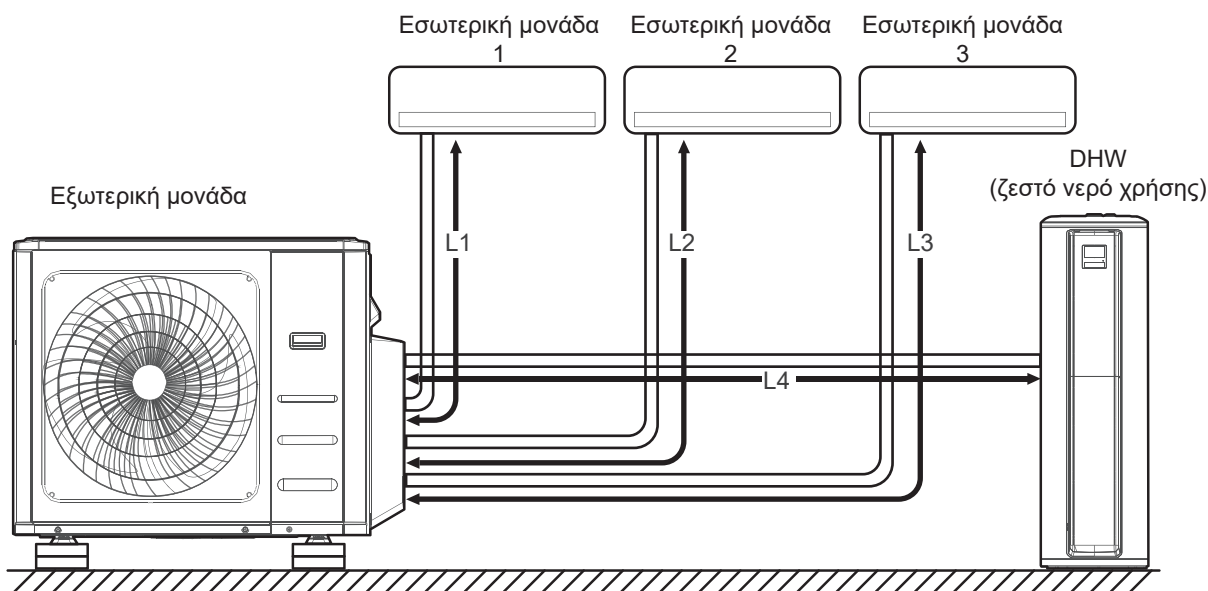 Εσωτερική μονάδα
1
Εσωτερική μονάδα
2
Εσωτερική μονάδα
3
DHW
(ζεστό νερό χρήσης)
Εξωτερική μονάδα
L1
L2
L3
L4